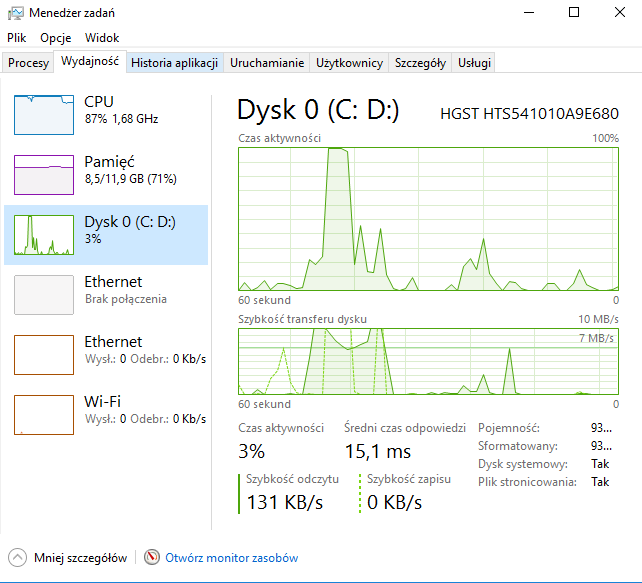 Menedżer zadań
Plik Opcje Widok
Procesy Wydajność Historia aplikacji Uruchamianie Użytkownicy Szczegóły Usługi
CPU
87% 1,68 GHz
Pamięć
8,5/11,9 GB (71%)
Dysk 0 (C: D:)
3%
Ethernet
Brak połączenia
Ethernet
Wysł.: 0 Odebr.: 0 Kb/s
Wi-Fi
Wysł.: 0 Odebr.: 0 Kb/s
Dysk 0 (C: D:) HGST HTS541010A9E680
Czas aktywności 100%
60 sekund 0
Szybkość transferu dysku 10 MB/s
7 MB/s
60 sekund 0
Czas aktywności
3%
Średni czas odpowiedzi
15,1 ms
Szybkość odczytu
131 KB/s
Szybkość zapisu
0 KB/s
Pojemność: 93...
Sformatowany: 93...
Dysk systemowy: Tak
Plik stronicowania: Tak
Mniej szczegółów Otwórz monitor zasobów